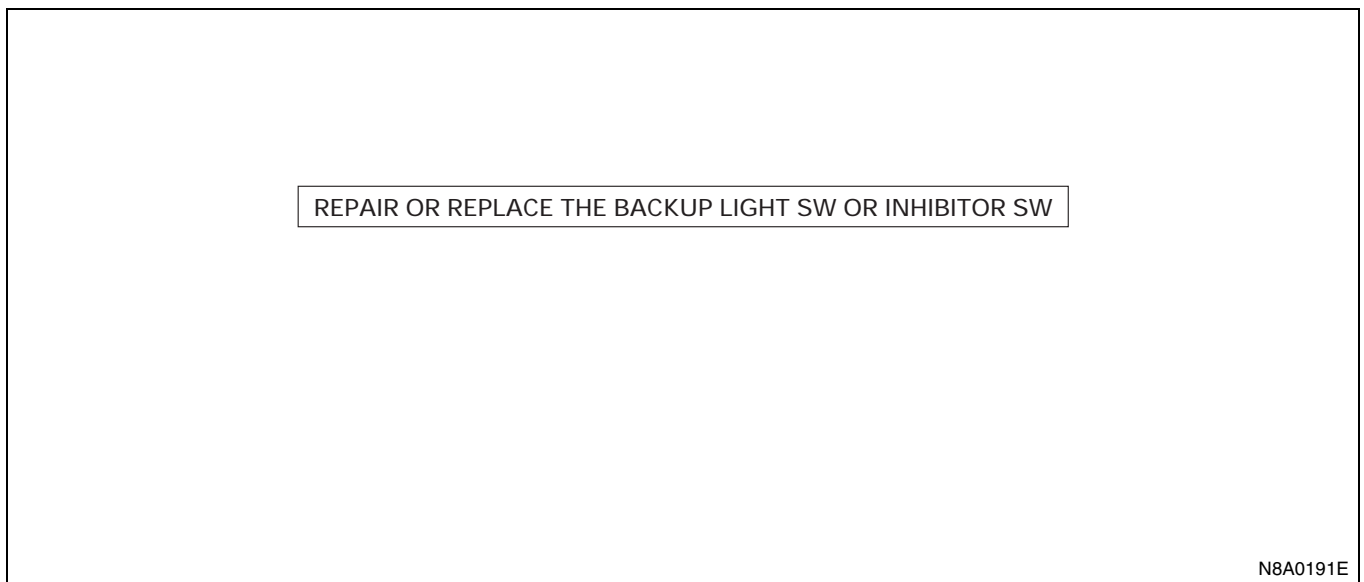 REPAIR OR REPLACE THE BACKUP LIGHT SW OR INHIBITOR SW
N8A0191E